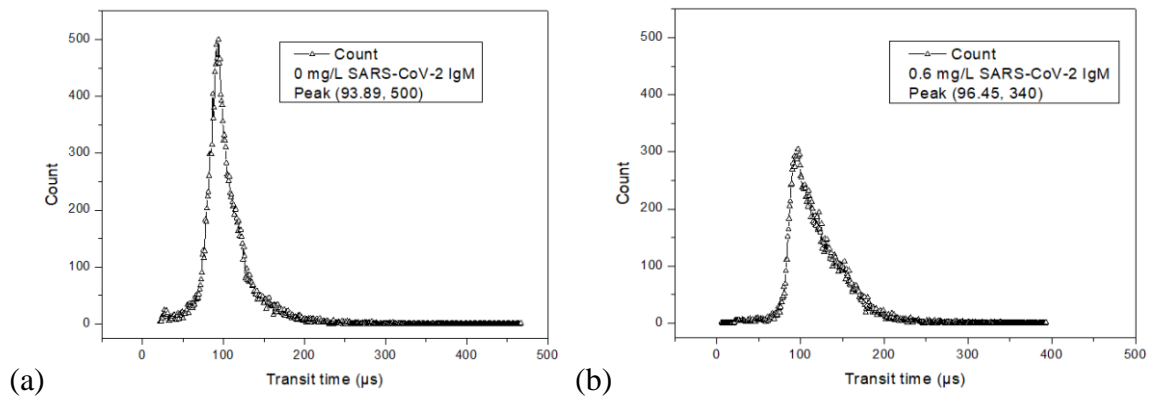 500
400
300
200
100
0
Count
Count
0 mg/L SARS-CoV-2 IgM
Peak (93.89, 500)
0 100 200 300 400 500
Transit time (µs)
(a)
500
400
300
200
100
0
Count
Count
0.6 mg/L SARS-CoV-2 IgM
Peak (96.45, 340)
0 100 200 300 400 500
Transit time (µs)
(b)